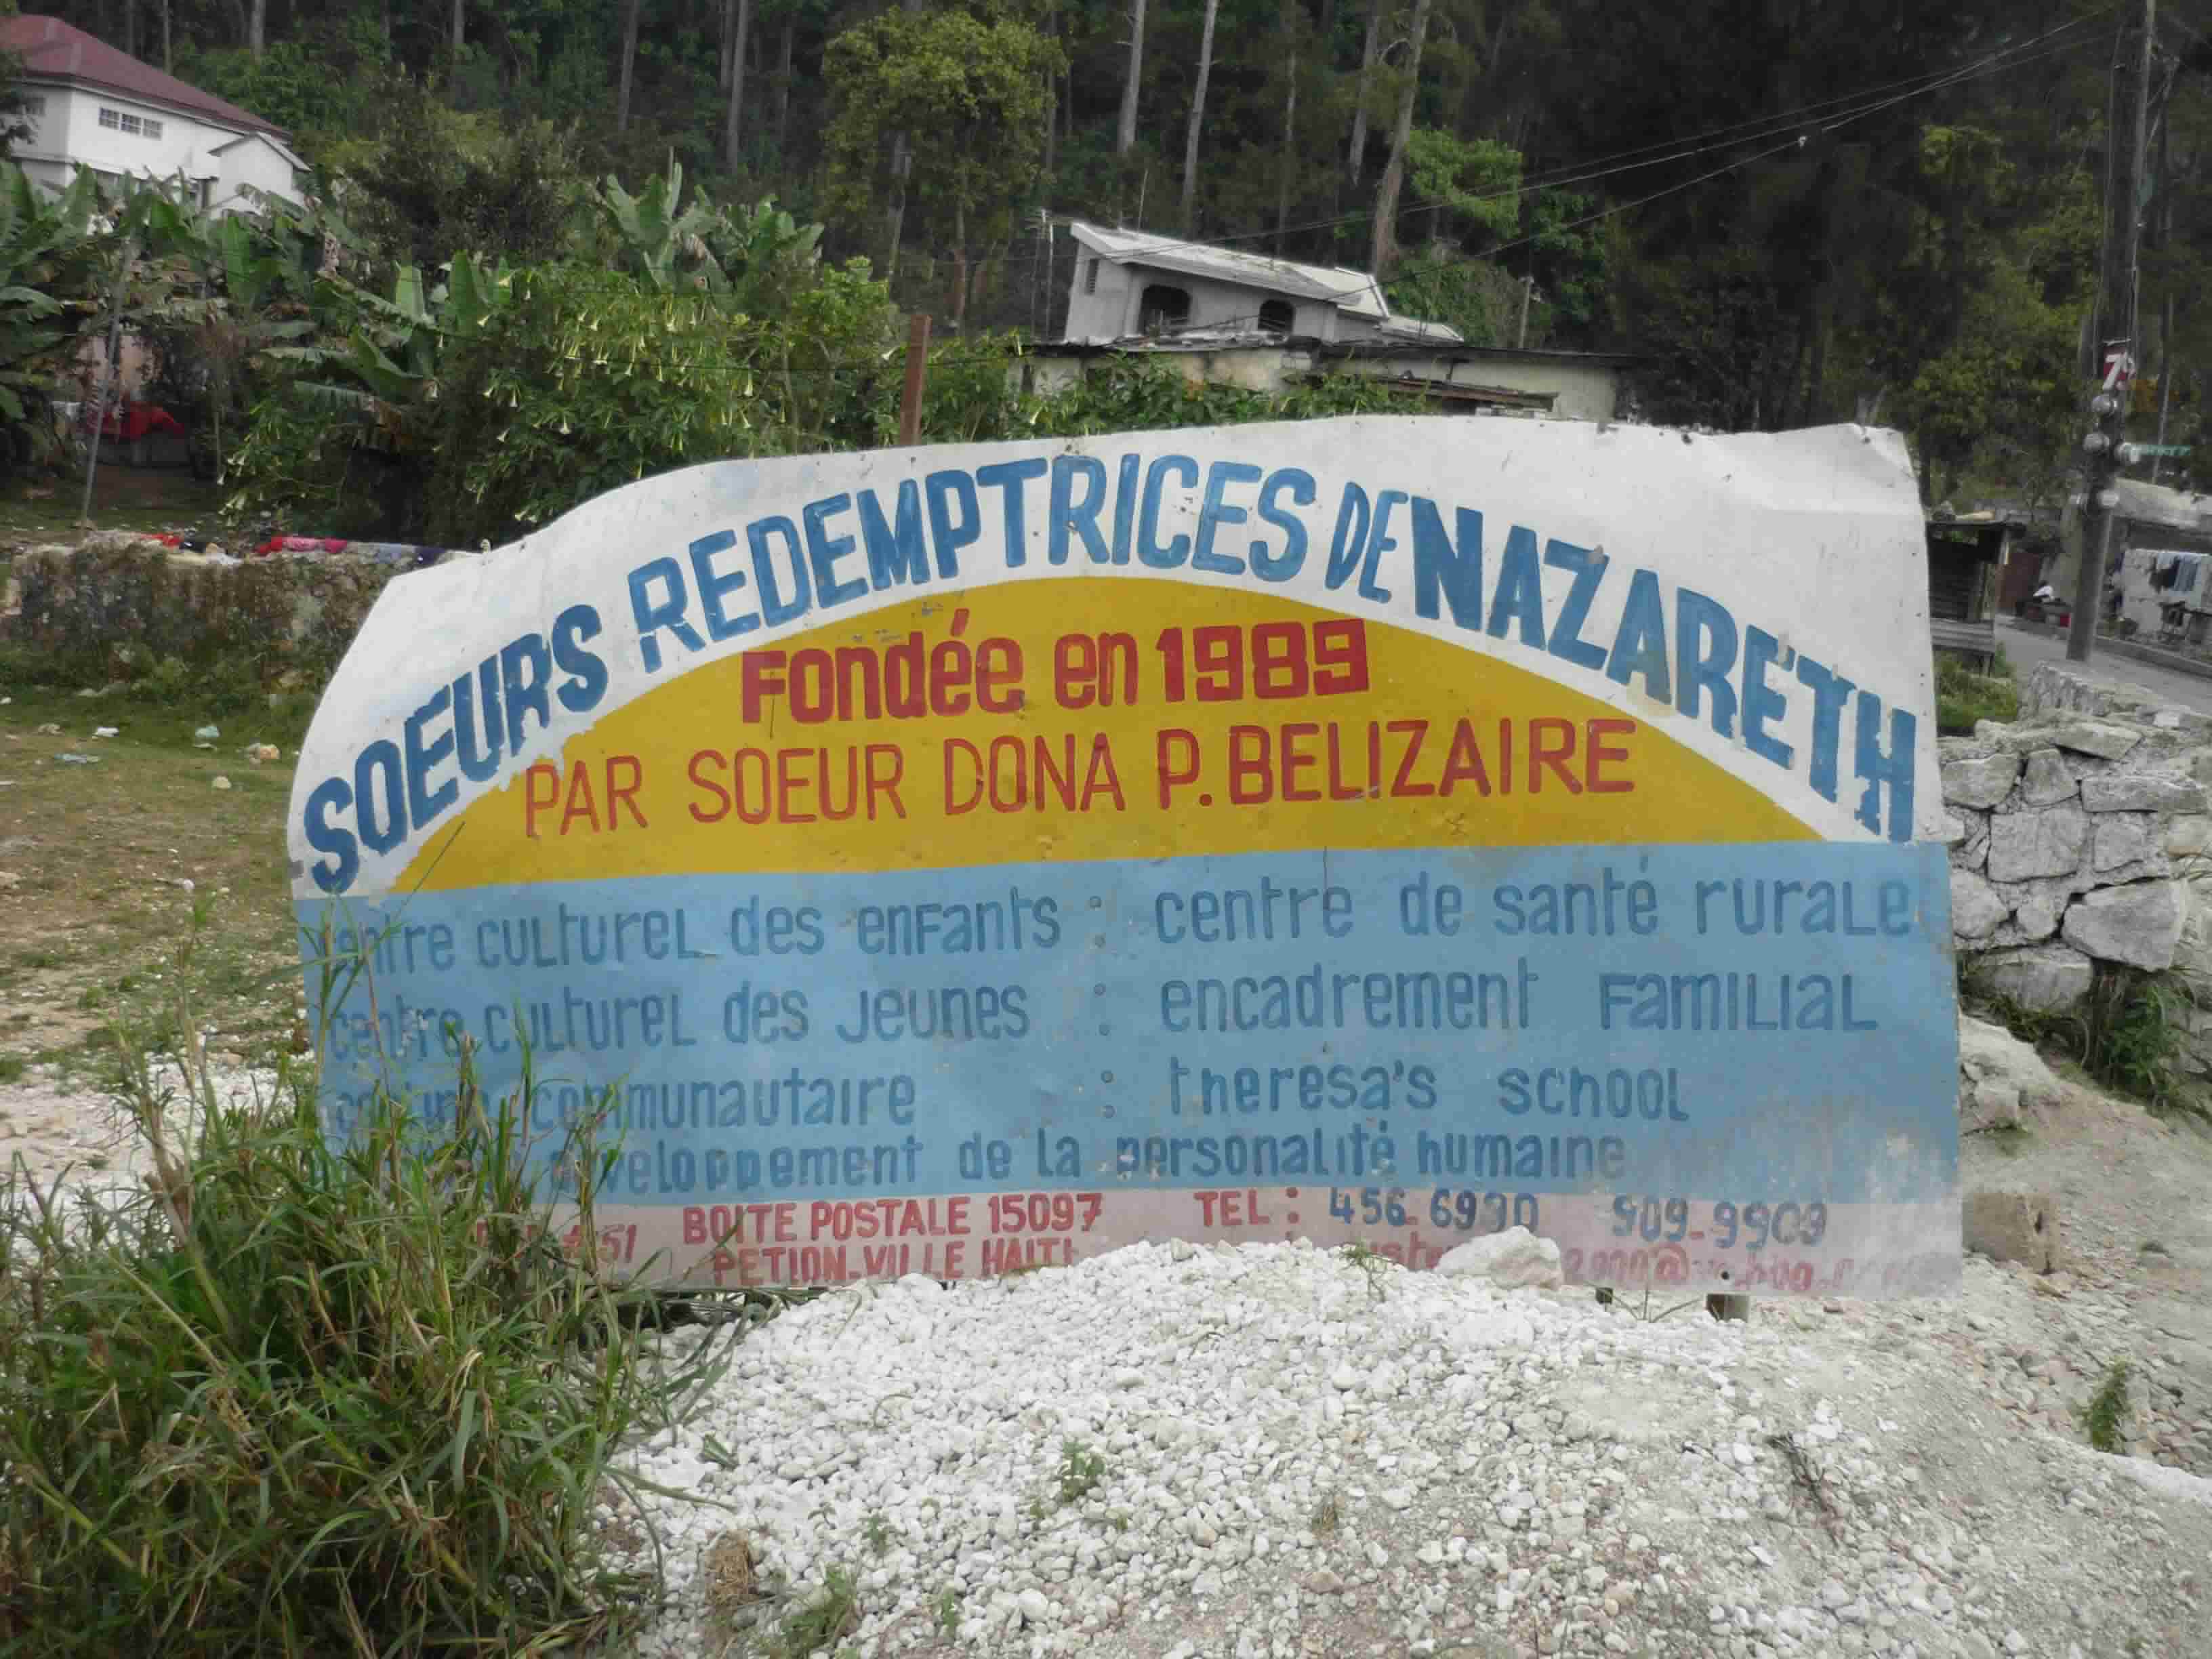 SOEURS REDEMPTRICES DE NAZARETH
Fondée en 1989
PAR SOEUR DONA P. BELIZAIRE
centre culturel des enfants : centre de santé rurale
centre culturel des jeunes : encadrement familial
communautaire : theresa's school
développement de la personalité humaine
51 BOITE POSTALE 15097 TEL: 456-6990 909-9909
PETION-VILLE HAITI